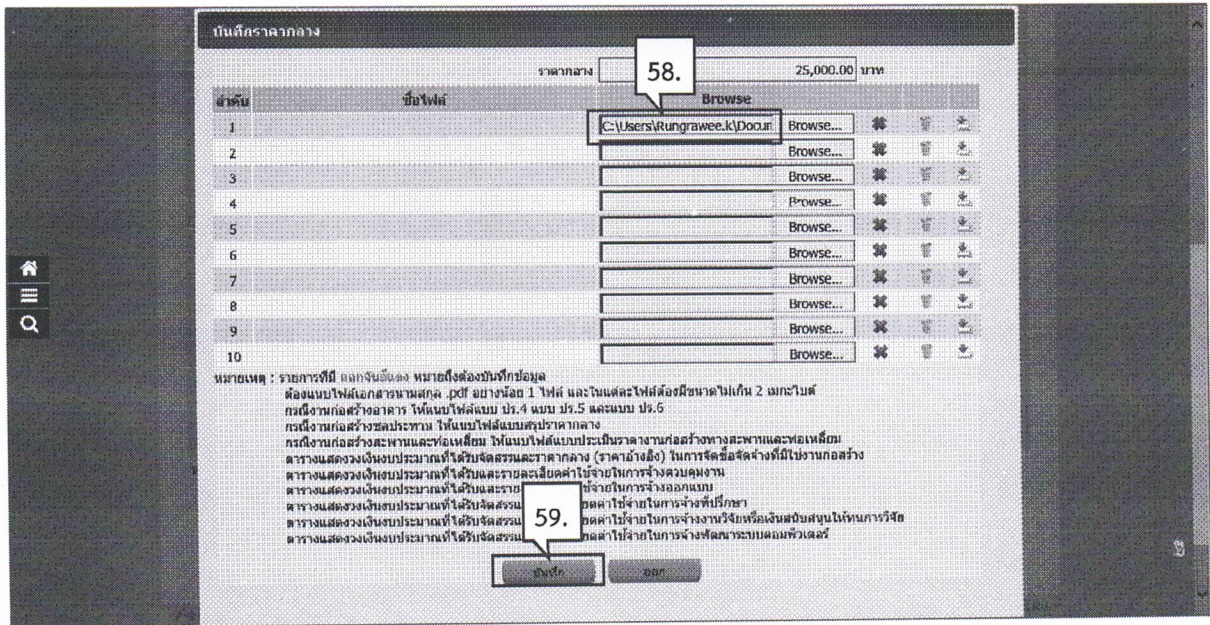 บันทึกราคากลาง
58.
ราคากลาง 25,000.00 บาท
ลำดับ ชื่อไฟล์ Browse
1 C:\Users\Rungrawee.k\Docum Browse...
2 Browse...
3 Browse...
4 Browse...
5 Browse...
6 Browse...
7 Browse...
8 Browse...
9 Browse...
10 Browse...
หมายเหตุ : รายการที่มี ดอกจันสีแดง หมายถึงต้องบันทึกข้อมูล
ต้องแนบไฟล์เอกสารนามสกุล .pdf อย่างน้อย 1 ไฟล์ และในแต่ละไฟล์ต้องมีขนาดไม่เกิน 2 เมกะไบต์
กรณีงานก่อสร้างอาคาร ให้แนบไฟล์แบบ ปร.4 แบบ ปร.5 และแบบ ปร.6
กรณีงานก่อสร้างชลประทาน ให้แนบไฟล์แบบสรุปราคากลาง
กรณีงานก่อสร้างสะพานและท่อเหลี่ยม ให้แนบไฟล์แบบประเมินราคางานก่อสร้างทางสะพานและท่อเหลี่ยม
ตารางแสดงวงเงินงบประมาณที่ได้รับจัดสรรและราคากลาง (ราคาอ้างอิง) ในการจัดซื้อจัดจ้างที่มิใช่งานก่อสร้าง
ตารางแสดงวงเงินงบประมาณที่ได้รับและรายละเอียดค่าใช้จ่ายในการจ้างควบคุมงาน
ตารางแสดงวงเงินงบประมาณที่ได้รับและราย ใช้จ่ายในการจ้างออกแบบ
ตารางแสดงวงเงินงบประมาณที่ได้รับจัดสรร ยดค่าใช้จ่ายในการจ้างที่ปรึกษา
ตารางแสดงวงเงินงบประมาณที่ได้รับจัดสรร ยดค่าใช้จ่ายในการจ้างงานวิจัยหรือเงินสนับสนุนให้ทุนการวิจัย
ตารางแสดงวงเงินงบประมาณที่ได้รับจัดสรร ยดค่าใช้จ่ายในการจ้างพัฒนาระบบคอมพิวเตอร์
59.
บันทึก ออก